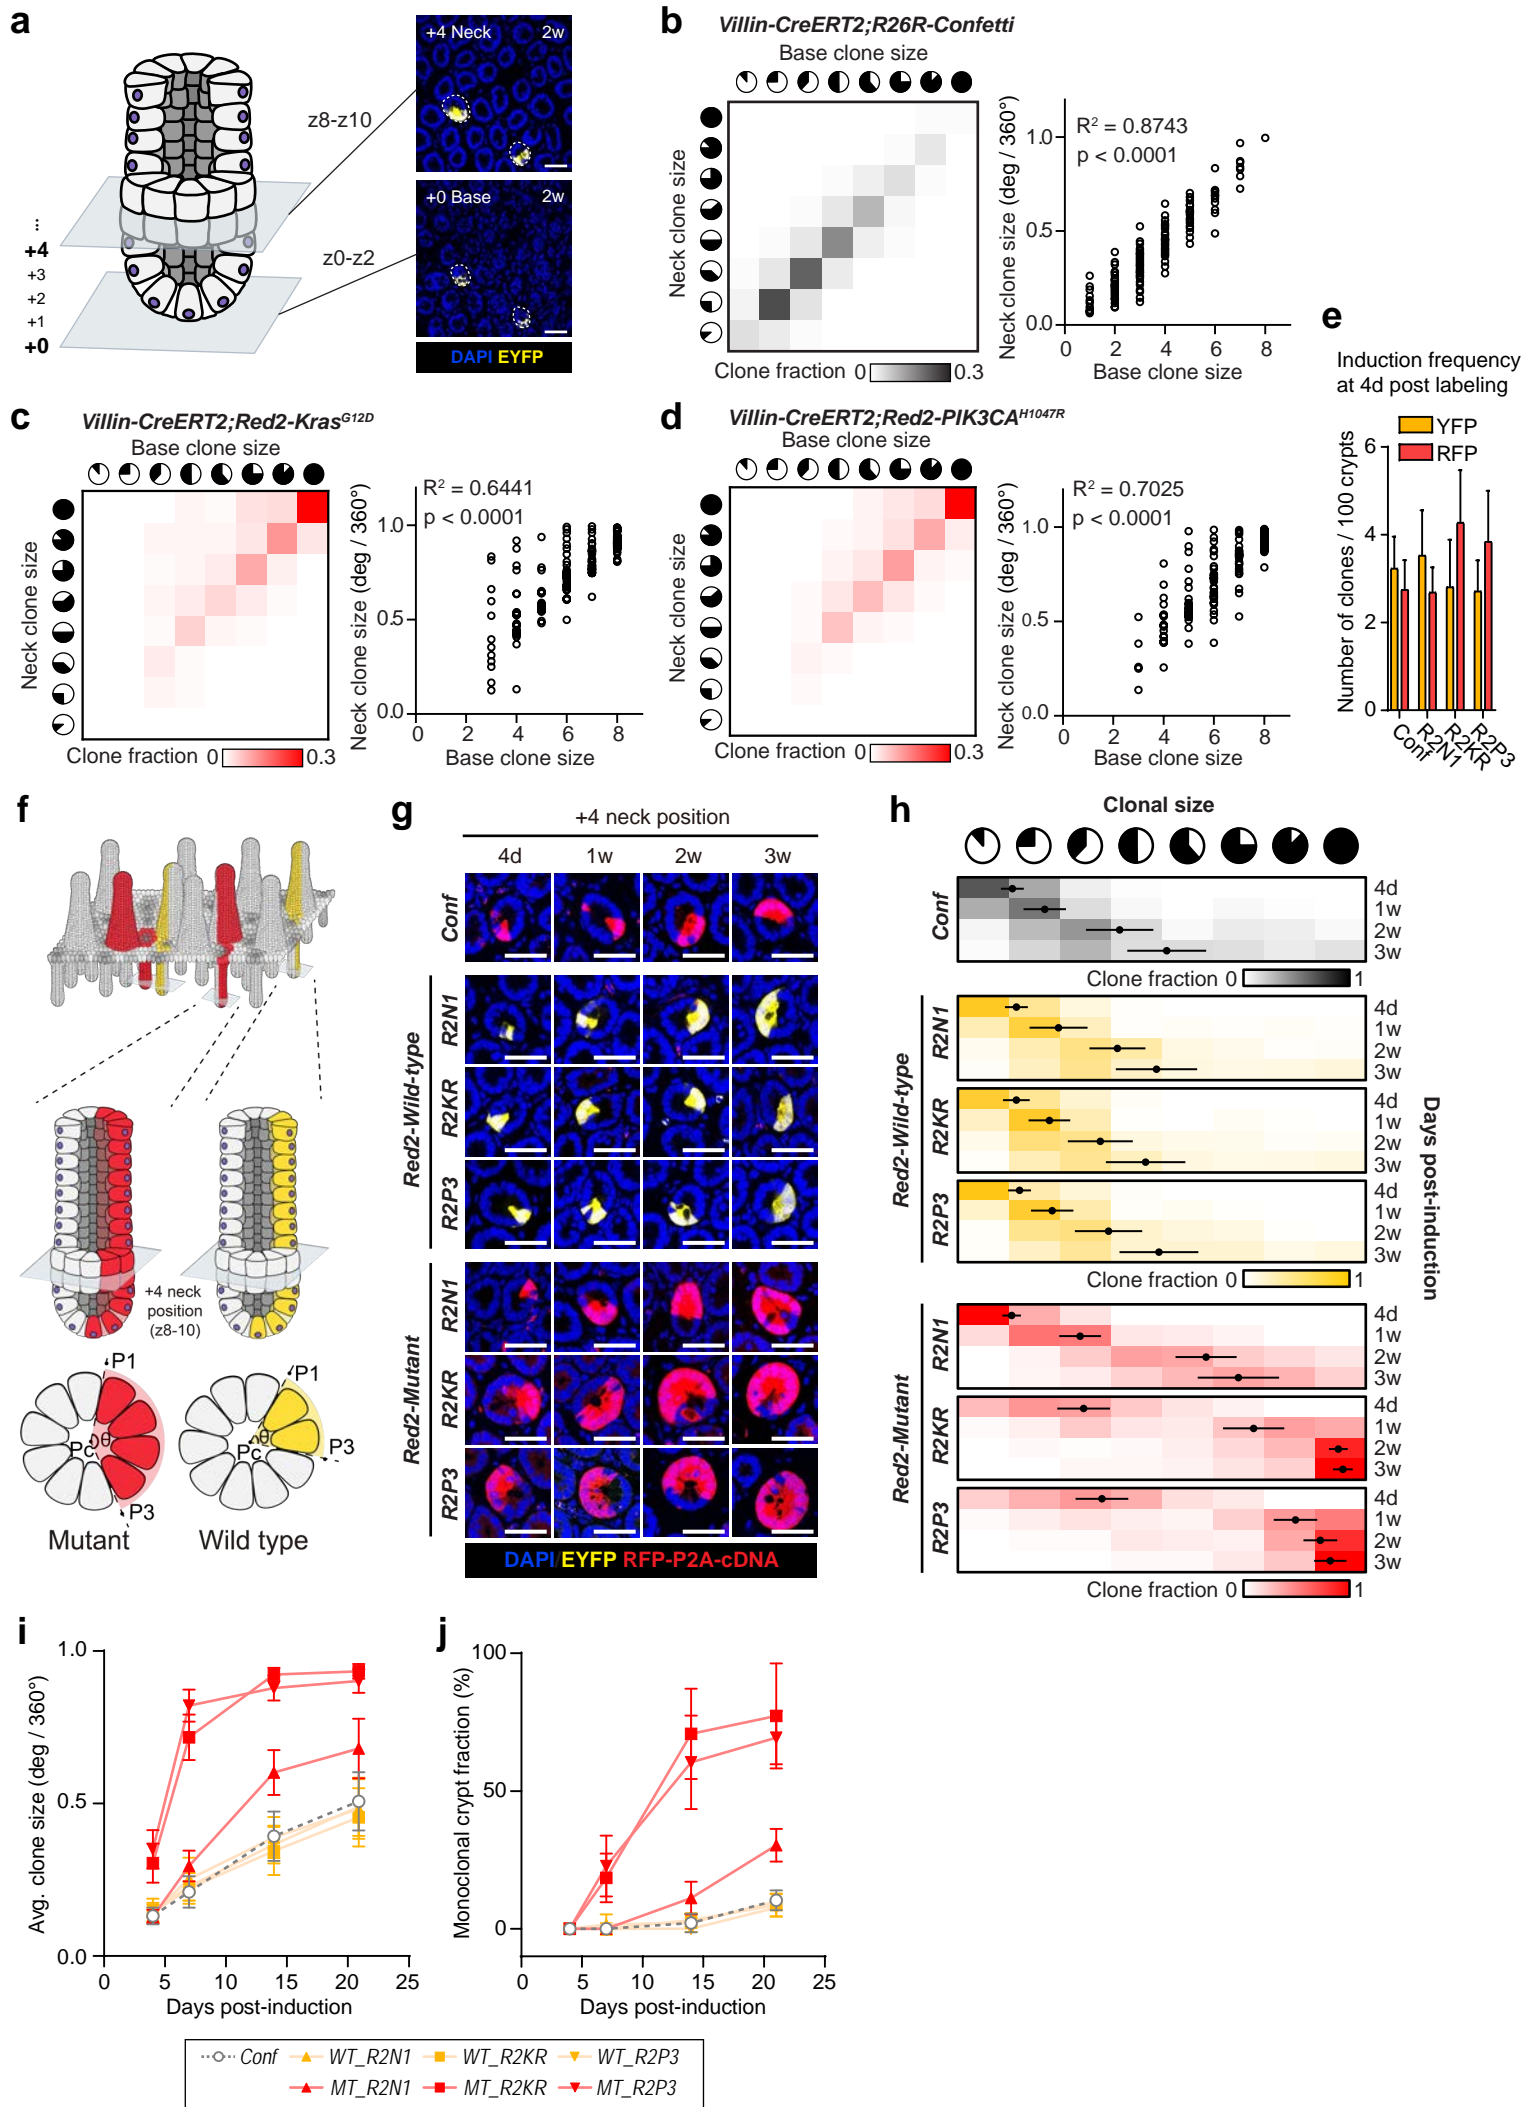 a
z8-z10
z0-z2
...
+4
+3
+2
+1
+0
+4 Neck 2w
+0 Base 2w
DAPI EYFP
b
Villin-CreERT2;R26R-Confetti
Base clone size
Neck clone size
Clone fraction 0 0.3
Neck clone size (deg / 360°)
R² = 0.8743
p < 0.0001
1.0
0.5
0.0
0 2 4 6 8
Base clone size
c
Villin-CreERT2;Red2-Kras^G12D
Base clone size
Neck clone size
Clone fraction 0 0.3
Neck clone size (deg / 360°)
R² = 0.6441
p < 0.0001
1.0
0.5
0.0
0 2 4 6 8
Base clone size
d
Villin-CreERT2;Red2-PIK3CA^H1047R
Base clone size
Neck clone size
Clone fraction 0 0.3
Neck clone size (deg / 360°)
R² = 0.7025
p < 0.0001
1.0
0.5
0.0
0 2 4 6 8
Base clone size
e
Induction frequency
at 4d post labeling
YFP
RFP
Number of clones / 100 crypts
6
4
2
0
Conf R2N1 R2KR R2P3
f
+4 neck
position
(z8-10)
P1
Pc θ
P3
Mutant
P1
Pc θ
P3
Wild type
g
+4 neck position
4d 1w 2w 3w
Conf
Red2-Wild-type
R2N1
R2KR
R2P3
Red2-Mutant
R2N1
R2KR
R2P3
DAPI/EYFP RFP-P2A-cDNA
h
Clonal size
Conf
4d
1w
2w
3w
Clone fraction 0 1
Red2-Wild-type
R2N1
4d
1w
2w
3w
R2KR
4d
1w
2w
3w
R2P3
4d
1w
2w
3w
Clone fraction 0 1
Days post-induction
Red2-Mutant
R2N1
4d
1w
2w
3w
R2KR
4d
1w
2w
3w
R2P3
4d
1w
2w
3w
Clone fraction 0 1
i
Avg. clone size (deg / 360°)
1.0
0.5
0.0
0 5 10 15 20 25
Days post-induction
j
Monoclonal crypt fraction (%)
100
50
0
0 5 10 15 20 25
Days post-induction
Conf WT_R2N1 WT_R2KR WT_R2P3
MT_R2N1 MT_R2KR MT_R2P3